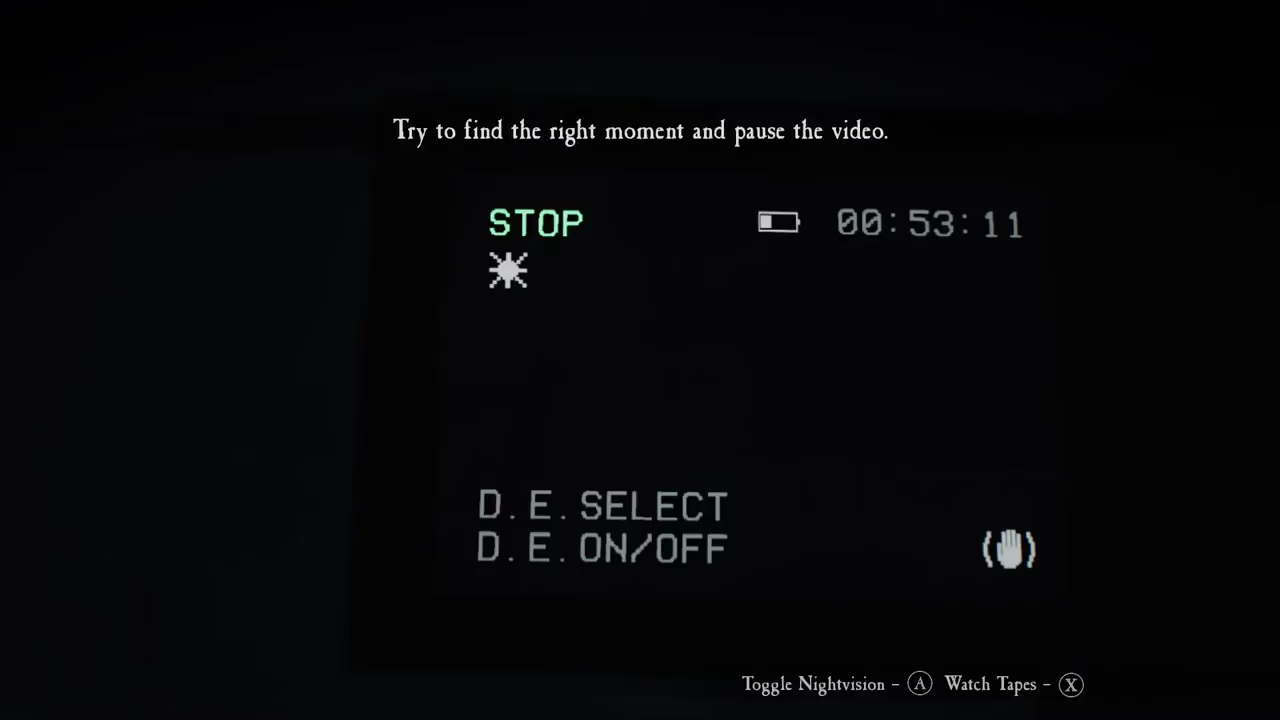 Try to find the right moment and pause the video.
STOP 00:53:11
D.E.SELECT
D.E.ON/OFF
Toggle Nightvision - A Watch Tapes - X